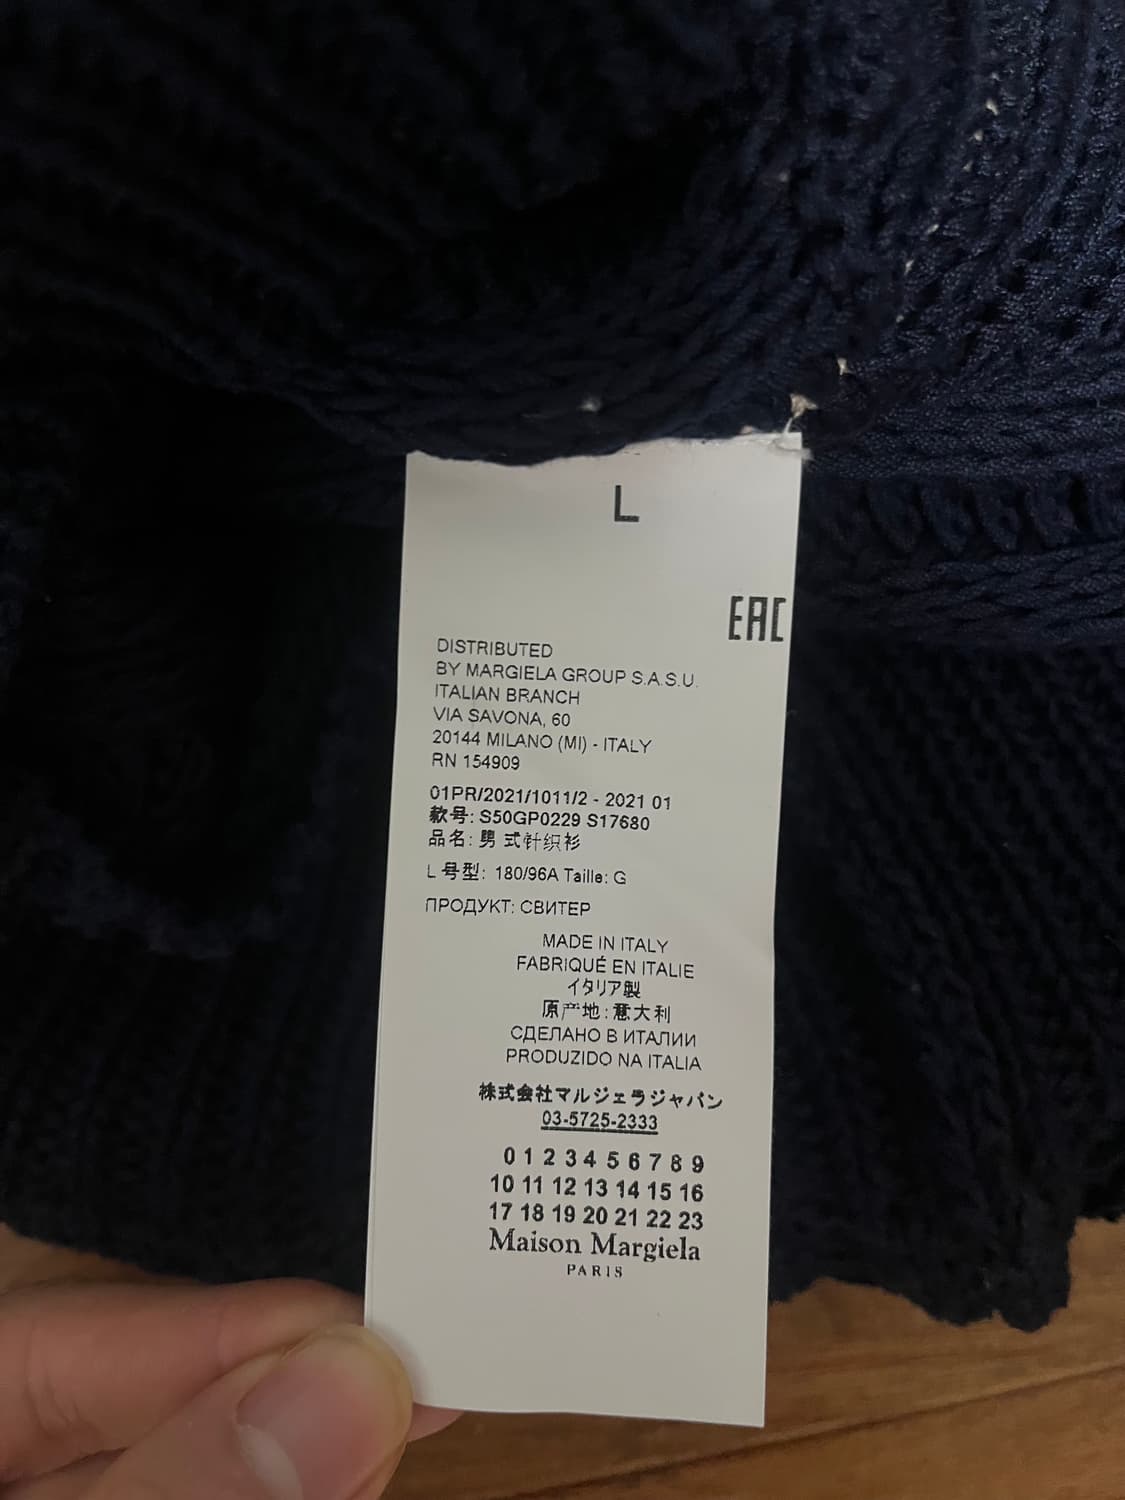 L
EAC
DISTRIBUTED
BY MARGIELA GROUP S.A.S.U.
ITALIAN BRANCH
VIA SAVONA, 60
20144 MILANO (MI) - ITALY
RN 154909
01PR/2021/1011/2 - 2021 01
款号: S50GP0229 S17680
品名: 男 式针织衫
L 号型: 180/96A Taille: G
ПРОДУКТ: СВИТЕР
MADE IN ITALY
FABRIQUÉ EN ITALIE
イタリア製
原产地:意大利
СДЕЛАНО В ИТАЛИИ
PRODUZIDO NA ITALIA
株式会社マルジェラジャパン
03-5725-2333
0 1 2 3 4 5 6 7 8 9
10 11 12 13 14 15 16
17 18 19 20 21 22 23
Maison Margiela
PARIS